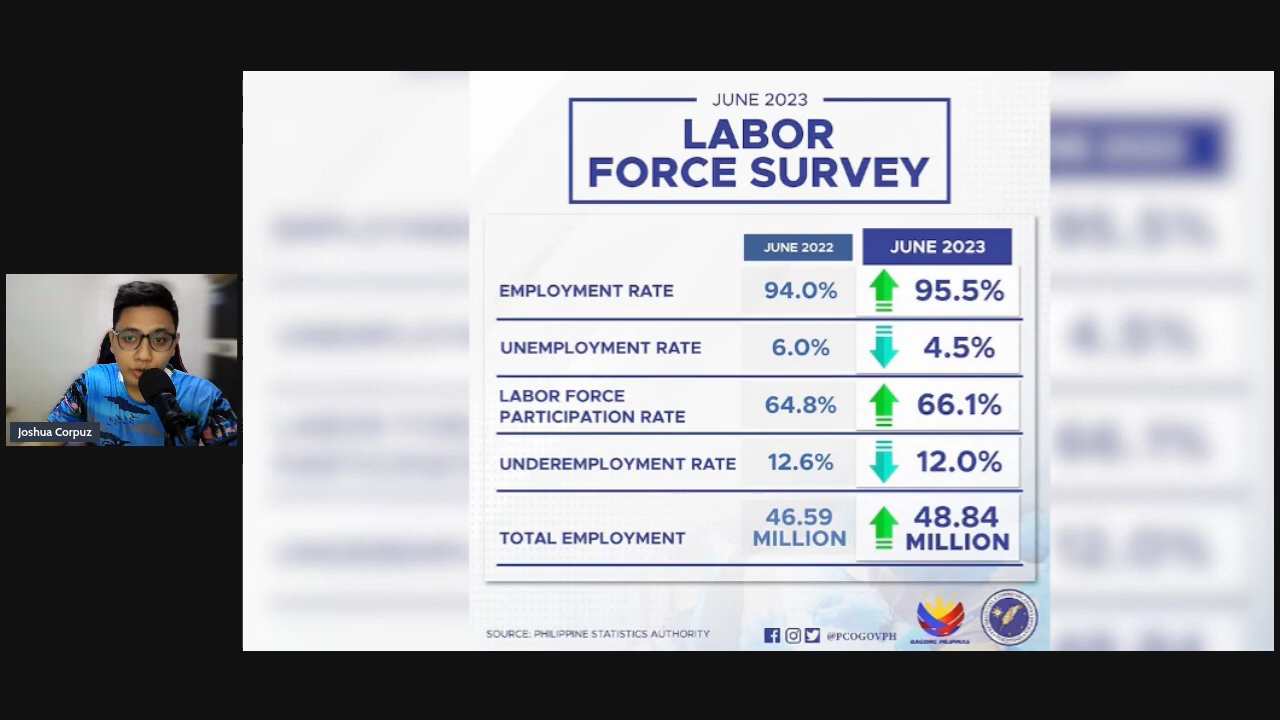 JUNE 2023
LABOR
FORCE SURVEY
JUNE 2022
JUNE 2023
EMPLOYMENT RATE
94.0%
95.5%
UNEMPLOYMENT RATE
6.0%
4.5%
LABOR FORCE
PARTICIPATION RATE
64.8%
66.1%
UNDEREMPLOYMENT RATE
12.6%
12.0%
TOTAL EMPLOYMENT
46.59
MILLION
48.84
MILLION
SOURCE: PHILIPPINE STATISTICS AUTHORITY
@PCOGOVPH
BAGONG PILIPINAS
Joshua Corpuz